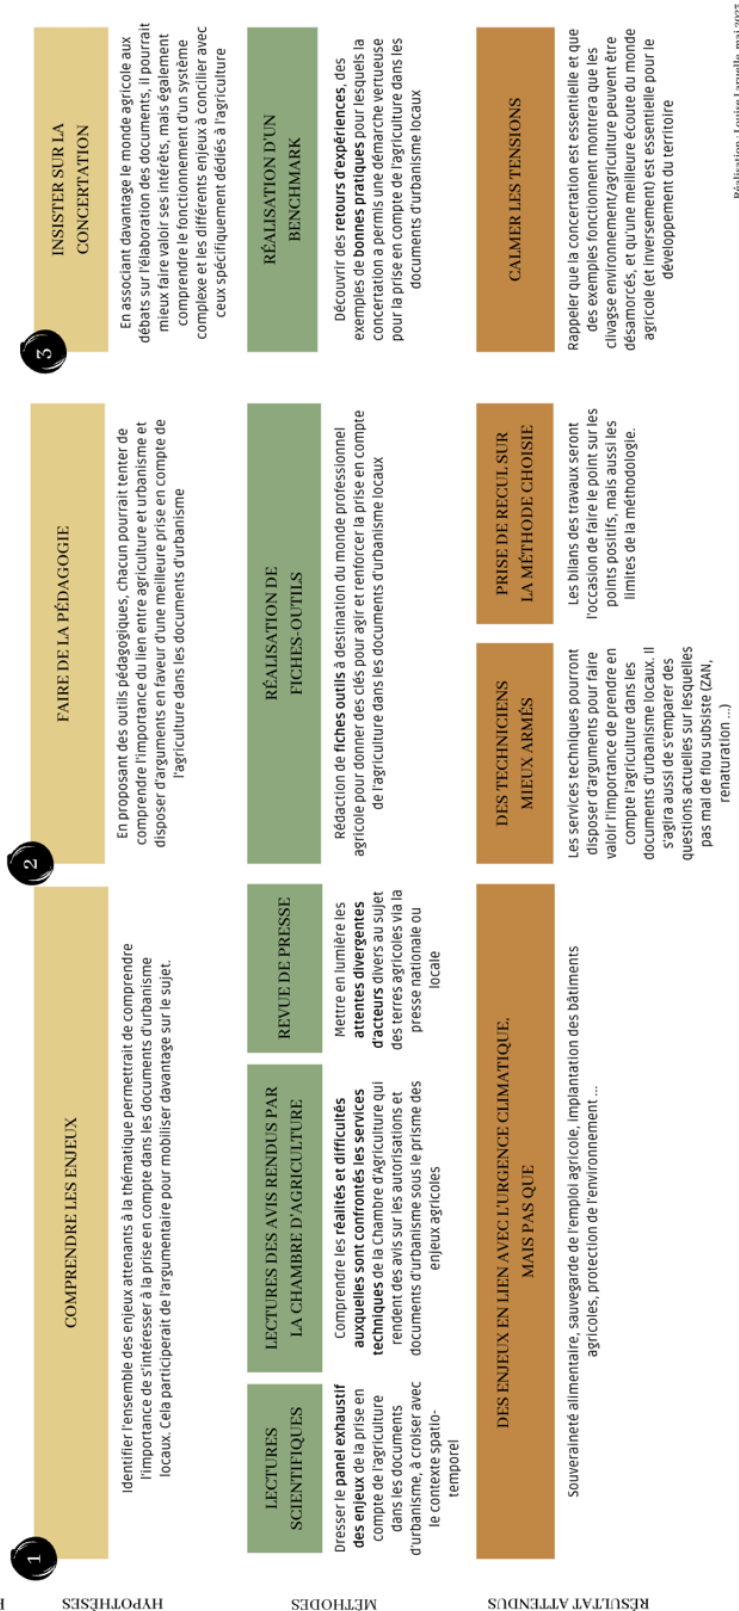 HYPOTHÈSES
1
COMPRENDRE LES ENJEUX
Identifier l'ensemble des enjeux attenants à la thématique permettrait de comprendre
l'importance de s'intéresser à la prise en compte dans les documents d'urbanisme
locaux. Cela participerait de l'argumentaire pour mobiliser davantage sur le sujet.
2
FAIRE DE LA PÉDAGOGIE
En proposant des outils pédagogiques, chacun pourrait tenter de
comprendre l'importance du lien entre agriculture et urbanisme et
disposer d'arguments en faveur d'une meilleure prise en compte de
l'agriculture dans les documents d'urbanisme
3
INSISTER SUR LA
CONCERTATION
En associant davantage le monde agricole aux
débats sur l'élaboration des documents, il pourrait
mieux faire valoir ses intérêts, mais également
comprendre le fonctionnement d'un système
complexe et les différents enjeux à concilier avec
ceux spécifiquement dédiés à l'agriculture
MÉTHODES
LECTURES
SCIENTIFIQUES
Dresser le panel exhaustif
des enjeux de la prise en
compte de l'agriculture
dans les documents
d'urbanisme, à croiser avec
le contexte spatio-
temporel
LECTURES DES AVIS RENDUS PAR
LA CHAMBRE D'AGRICULTURE
Comprendre les réalités et difficultés
auxquelles sont confrontés les services
techniques de la Chambre d'Agriculture qui
rendent des avis sur les autorisations et
documents d'urbanisme sous le prisme des
enjeux agricoles
REVUE DE PRESSE
Mettre en lumière les
attentes divergentes
d'acteurs divers au sujet
des terres agricoles via la
presse nationale ou
locale
RÉALISATION DE
FICHES-OUTILS
Rédaction de fiches outils à destination du monde professionnel
agricole pour donner des clés pour agir et renforcer la prise en compte
de l'agriculture dans les documents d'urbanisme locaux
RÉALISATION D'UN
BENCHMARK
Découvrir des retours d'expériences, des
exemples de bonnes pratiques pour lesquels la
concertation a permis une démarche vertueuse
pour la prise en compte de l'agriculture dans les
documents d'urbanisme locaux
RÉSULTAT ATTENDUS
DES ENJEUX EN LIEN AVEC L'URGENCE CLIMATIQUE,
MAIS PAS QUE
Souveraineté alimentaire, sauvegarde de l'emploi agricole, implantation des bâtiments
agricoles, protection de l'environnement ...
DES TECHNICIENS
MIEUX ARMÉS
Les services techniques pourront
disposer d'arguments pour faire
valoir l'importance de prendre en
compte l'agriculture dans les
documents d'urbanisme locaux. Il
s'agira aussi de s'emparer des
questions actuelles sur lesquelles
pas mal de flou subsiste (ZAN,
renaturation ...)
PRISE DE RECUL SUR
LA MÉTHODE CHOISIE
Les bilans des travaux seront
l'occasion de faire le point sur les
points positifs, mais aussi les
limites de la méthodologie.
CALMER LES TENSIONS
Rappeler que la concertation est essentielle et que
des exemples fonctionnent montrera que les
clivagse environnement/agriculture peuvent être
désamorcés, et qu'une meilleure écoute du monde
agricole (et inversement) est essentielle pour le
développement du territoire